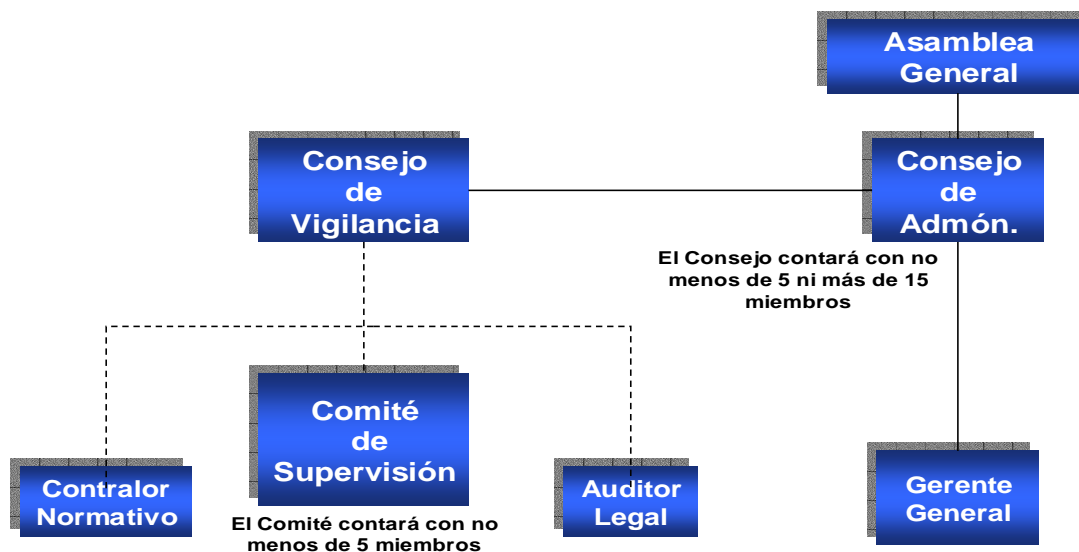 Asamblea
General
Consejo
de
Vigilancia
Consejo
de
Admón.
El Consejo contará con no
menos de 5 ni más de 15
miembros
Comité
de
Supervisión
Contralor
Normativo
Auditor
Legal
Gerente
General
El Comité contará con no
menos de 5 miembros